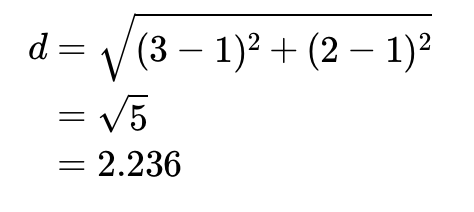 d = √(3 − 1)² + (2 − 1)²
= √5
= 2.236